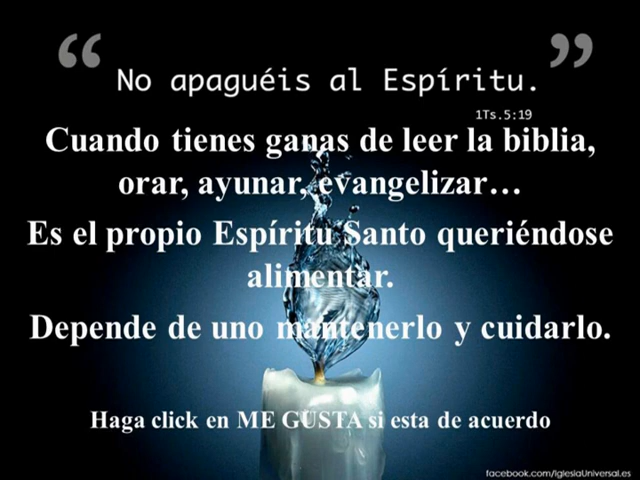 “ No apaguéis al Espíritu. ”
1Ts.5:19
Cuando tienes ganas de leer la biblia,
orar, ayunar, evangelizar…
Es el propio Espíritu Santo queriéndose
alimentar.
Depende de uno mantenerlo y cuidarlo.
Haga click en ME GUSTA si esta de acuerdo
facebook.com/IglesiaUniversal.es